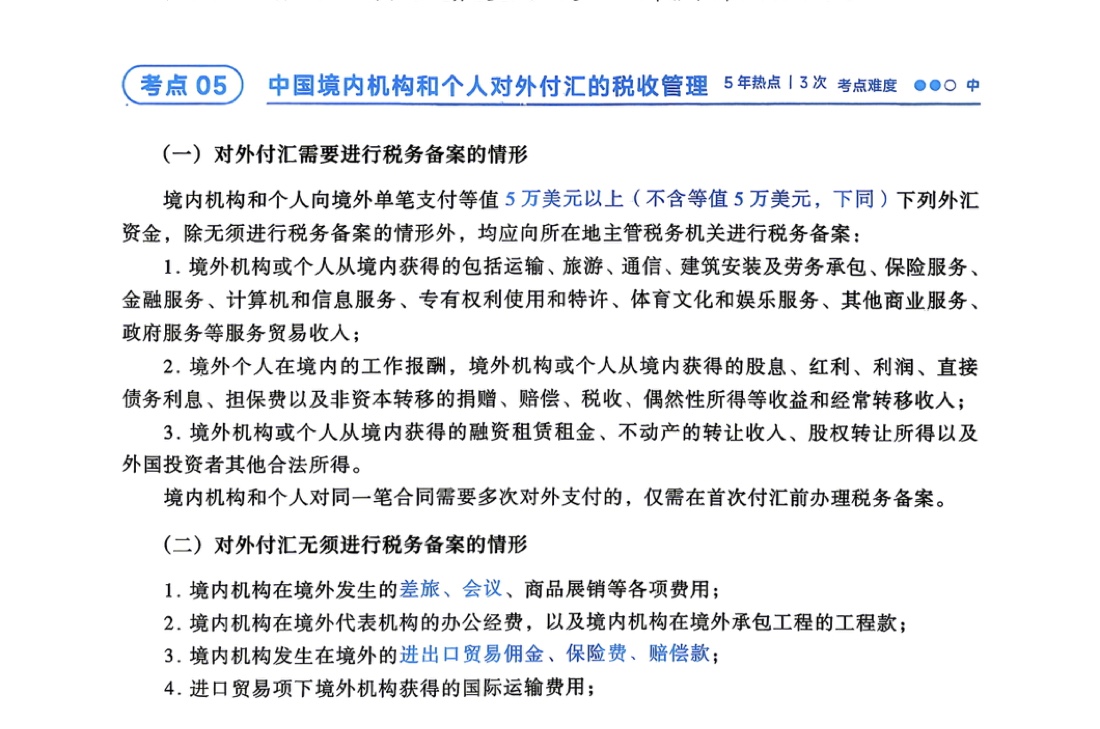 考点 05 中国境内机构和个人对外付汇的税收管理 5 年热点 | 3 次 考点难度 ●●○ 中
（一）对外付汇需要进行税务备案的情形
境内机构和个人向境外单笔支付等值 5 万美元以上（不含等值 5 万美元，下同）下列外汇
资金，除无须进行税务备案的情形外，均应向所在地主管税务机关进行税务备案：
1. 境外机构或个人从境内获得的包括运输、旅游、通信、建筑安装及劳务承包、保险服务、
金融服务、计算机和信息服务、专有权利使用和特许、体育文化和娱乐服务、其他商业服务、
政府服务等服务贸易收入；
2. 境外个人在境内的工作报酬，境外机构或个人从境内获得的股息、红利、利润、直接
债务利息、担保费以及非资本转移的捐赠、赔偿、税收、偶然性所得等收益和经常转移收入；
3. 境外机构或个人从境内获得的融资租赁租金、不动产的转让收入、股权转让所得以及
外国投资者其他合法所得。
境内机构和个人对同一笔合同需要多次对外支付的，仅需在首次付汇前办理税务备案。
（二）对外付汇无须进行税务备案的情形
1. 境内机构在境外发生的差旅、会议、商品展销等各项费用；
2. 境内机构在境外代表机构的办公经费，以及境内机构在境外承包工程的工程款；
3. 境内机构发生在境外的进出口贸易佣金、保险费、赔偿款；
4. 进口贸易项下境外机构获得的国际运输费用；